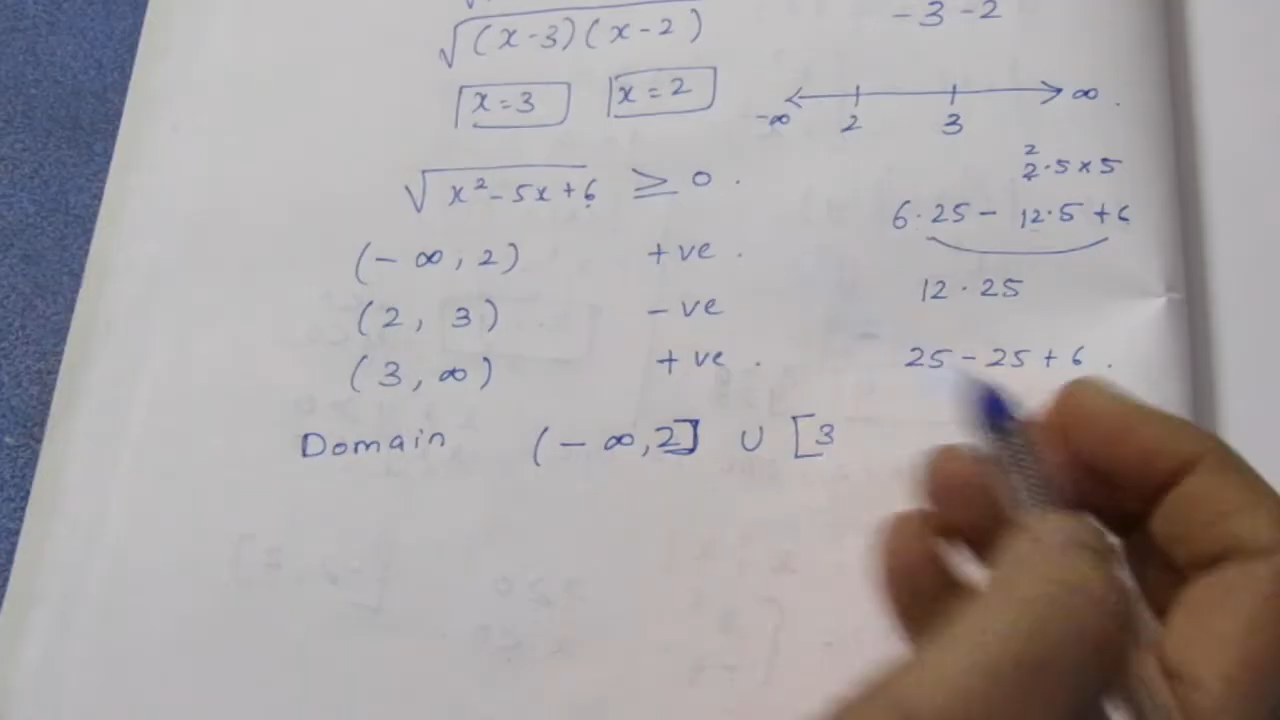 √(x-3)(x-2)
-3 -2
x=3 x=2
-∞ 2 3 ∞ .
√x²-5x+6 ≥ 0 .
2
2.5×5
6.25- 12.5 +6
(-∞, 2) +ve .
12.25
(2, 3) -ve
(3, ∞) +ve .
25-25+6 .
Domain (-∞,2] ∪ [3